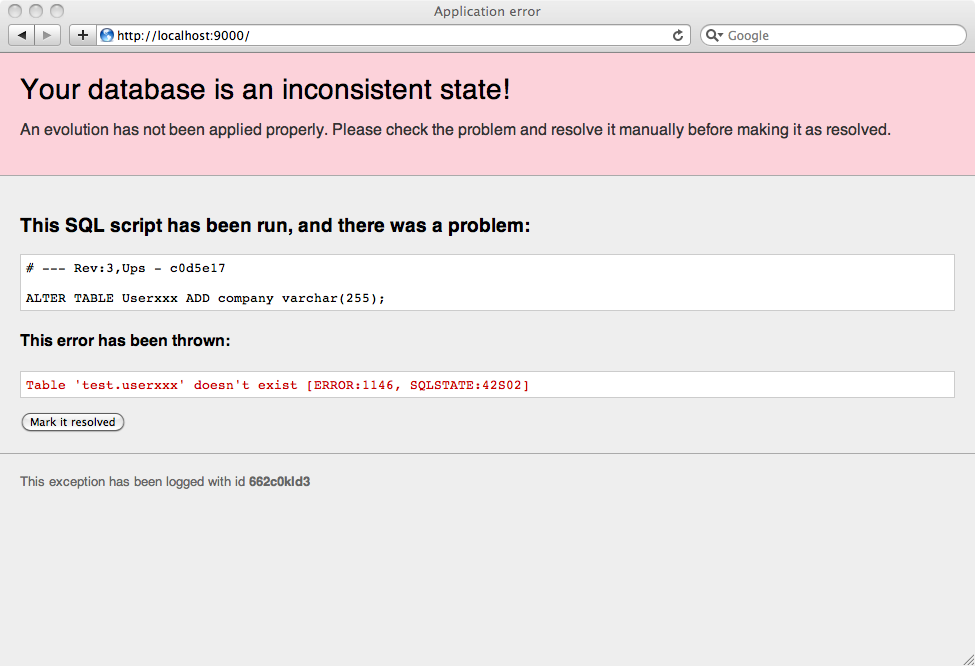 Application error
http://localhost:9000/
Google
Your database is an inconsistent state!
An evolution has not been applied properly. Please check the problem and resolve it manually before making it as resolved.
This SQL script has been run, and there was a problem:
# --- Rev:3,Ups - c0d5e17
ALTER TABLE Userxxx ADD company varchar(255);
This error has been thrown:
Table 'test.userxxx' doesn't exist [ERROR:1146, SQLSTATE:42S02]
Mark it resolved
This exception has been logged with id 662c0kld3